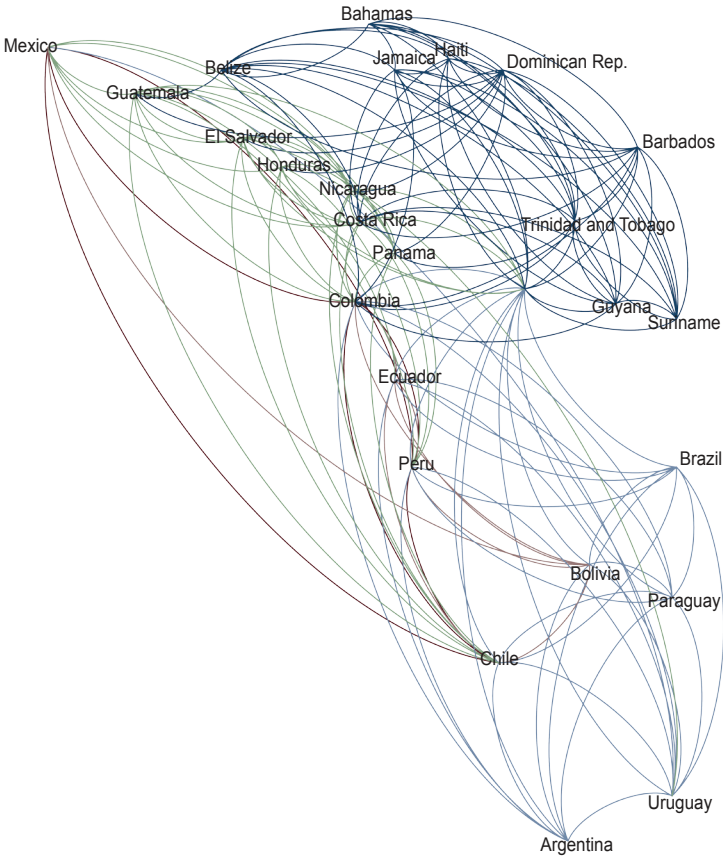 Bahamas
Mexico
Haiti
Jamaica
Dominican Rep.
Belize
Guatemala
El Salvador
Barbados
Honduras
Nicaragua
Costa Rica
Trinidad and Tobago
Panama
Colombia
Guyana
Suriname
Ecuador
Peru
Brazil
Bolivia
Paraguay
Chile
Uruguay
Argentina